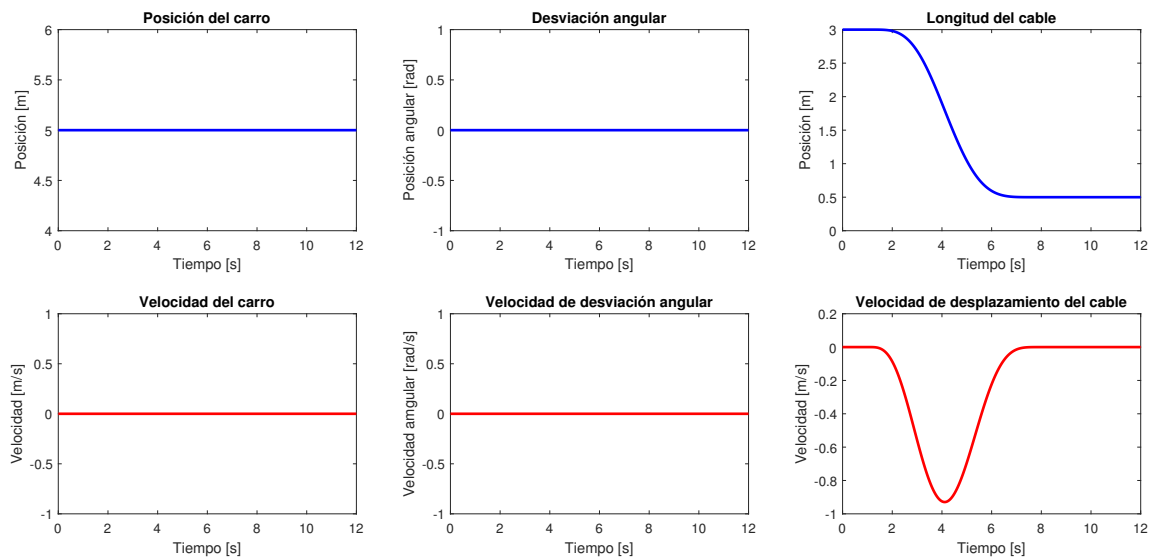 Posición del carro
Posición [m]
6
5.5
5
4.5
4
0 2 4 6 8 10 12
Tiempo [s]
Desviación angular
Posición angular [rad]
1
0.5
0
-0.5
-1
0 2 4 6 8 10 12
Tiempo [s]
Longitud del cable
Posición [m]
3
2.5
2
1.5
1
0.5
0
0 2 4 6 8 10 12
Tiempo [s]
Velocidad del carro
Velocidad [m/s]
1
0.5
0
-0.5
-1
0 2 4 6 8 10 12
Tiempo [s]
Velocidad de desviación angular
Velocidad amgular [rad/s]
1
0.5
0
-0.5
-1
0 2 4 6 8 10 12
Tiempo [s]
Velocidad de desplazamiento del cable
Velocidad [m/s]
0.2
0
-0.2
-0.4
-0.6
-0.8
-1
0 2 4 6 8 10 12
Tiempo [s]